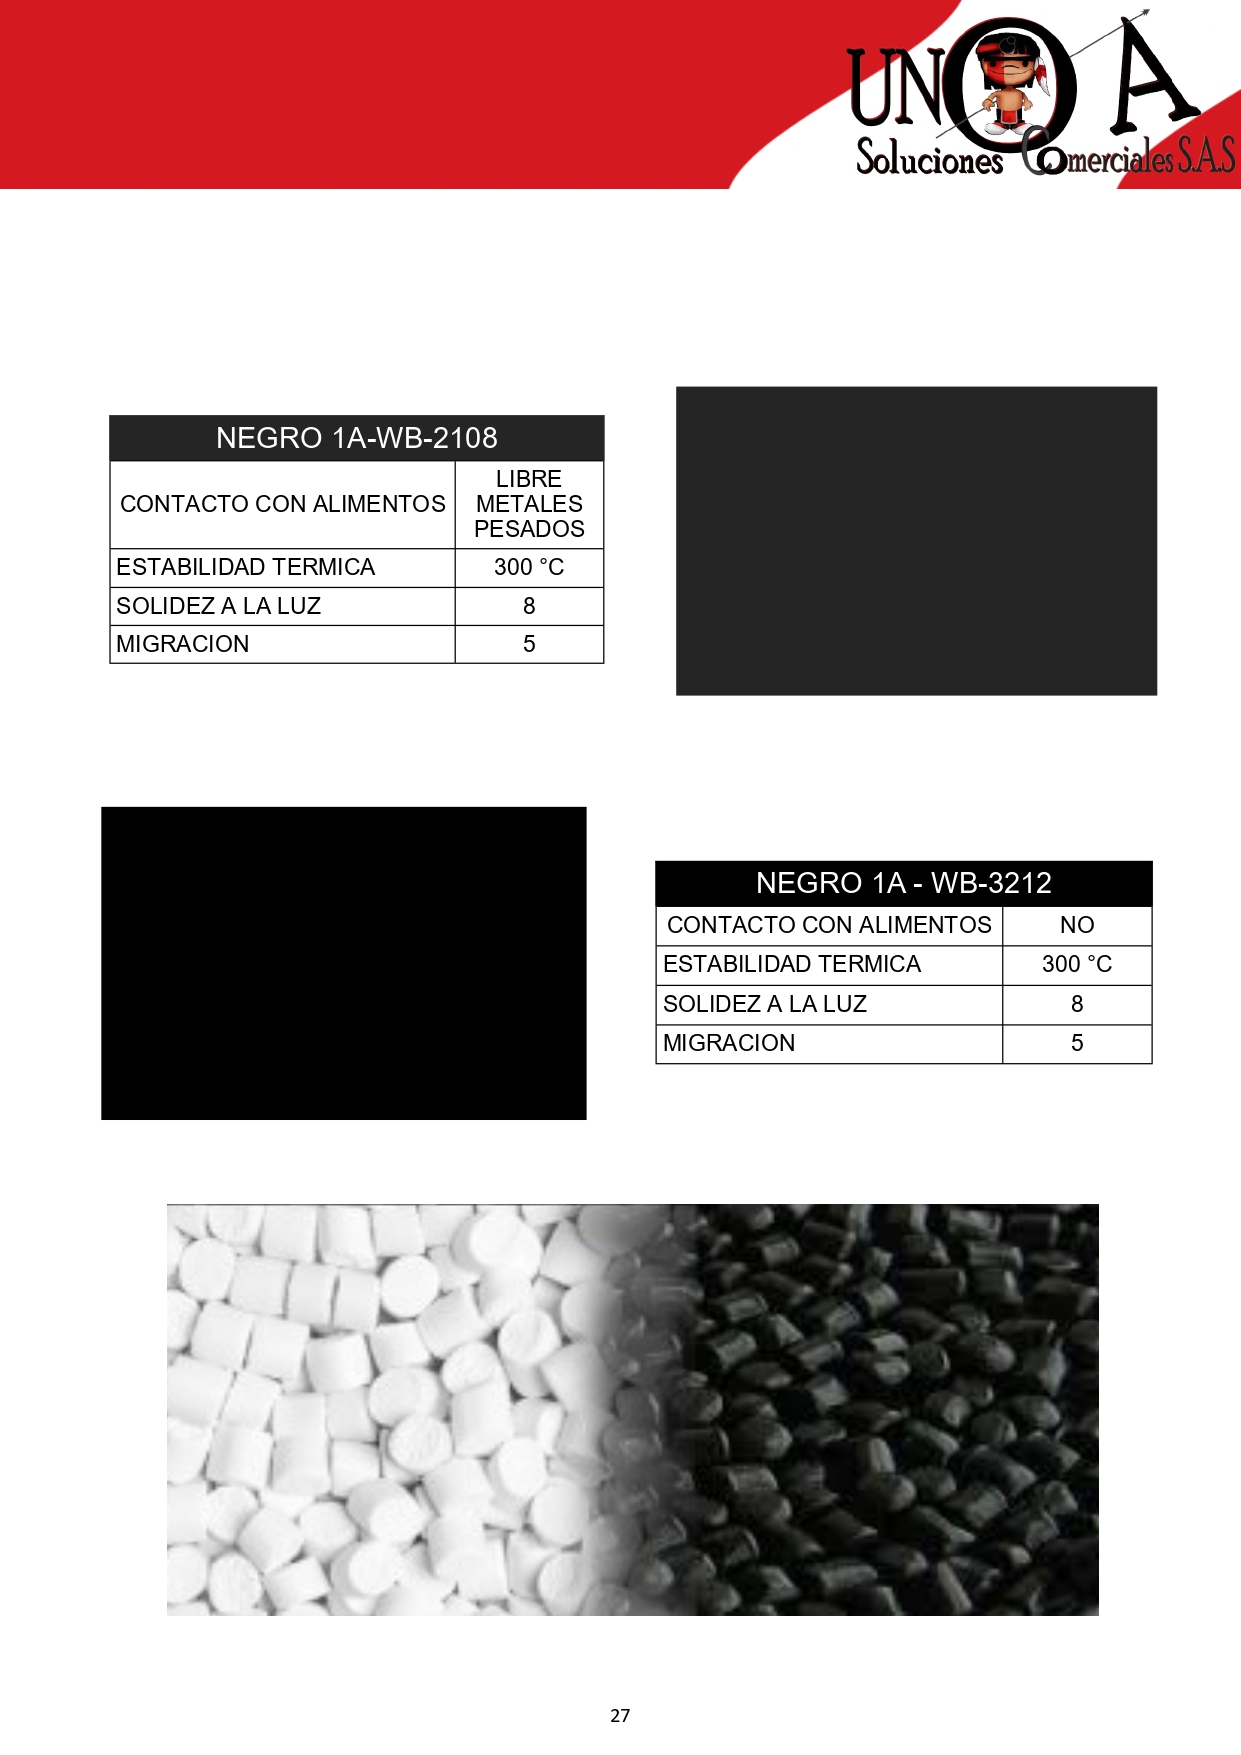 UNO A
Soluciones Comerciales S.A.S
NEGRO 1A-WB-2108
CONTACTO CON ALIMENTOS LIBRE METALES PESADOS
ESTABILIDAD TERMICA 300 °C
SOLIDEZ A LA LUZ 8
MIGRACION 5
NEGRO 1A - WB-3212
CONTACTO CON ALIMENTOS NO
ESTABILIDAD TERMICA 300 °C
SOLIDEZ A LA LUZ 8
MIGRACION 5
27